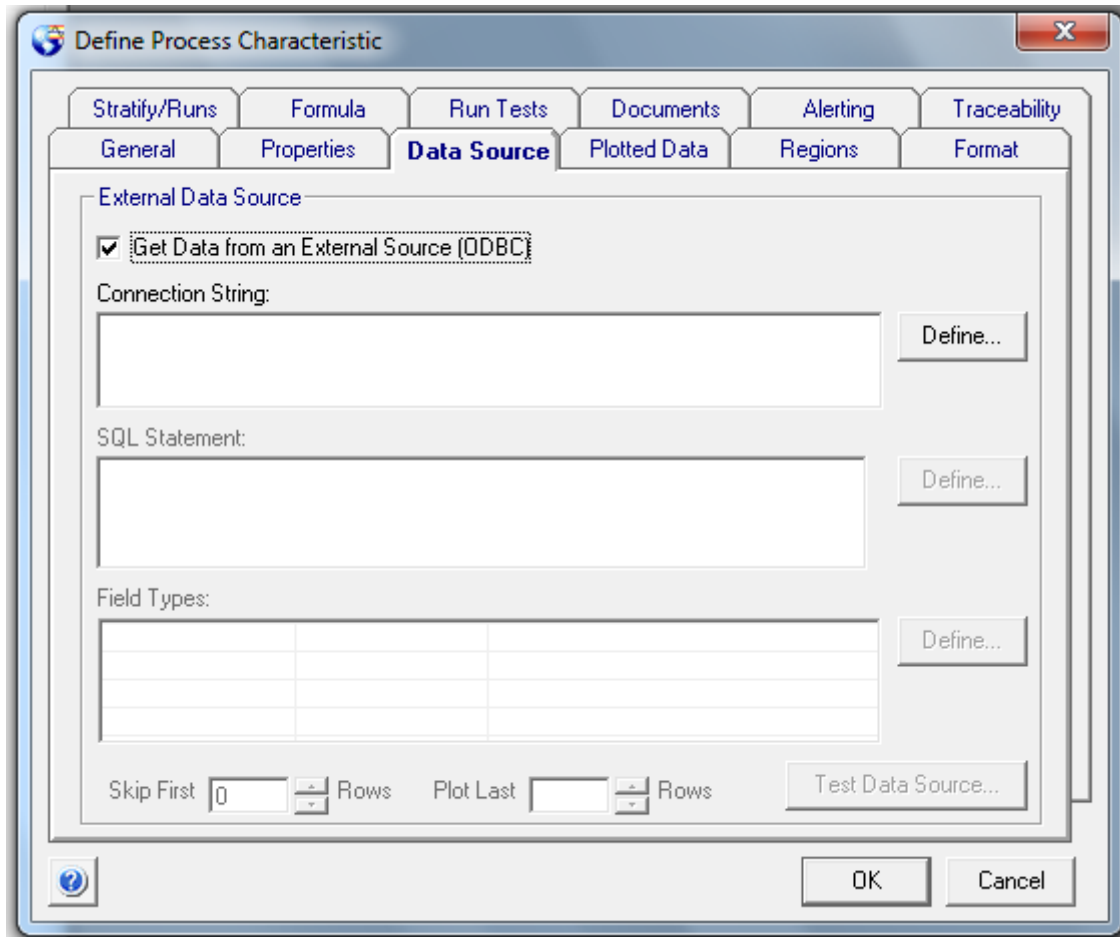 Define Process Characteristic
Stratify/Runs Formula Run Tests Documents Alerting Traceability
General Properties Data Source Plotted Data Regions Format
External Data Source
Get Data from an External Source (ODBC)
Connection String:
Define...
SQL Statement:
Define...
Field Types:
Define...
Skip First 0 Rows Plot Last Rows Test Data Source...
OK Cancel